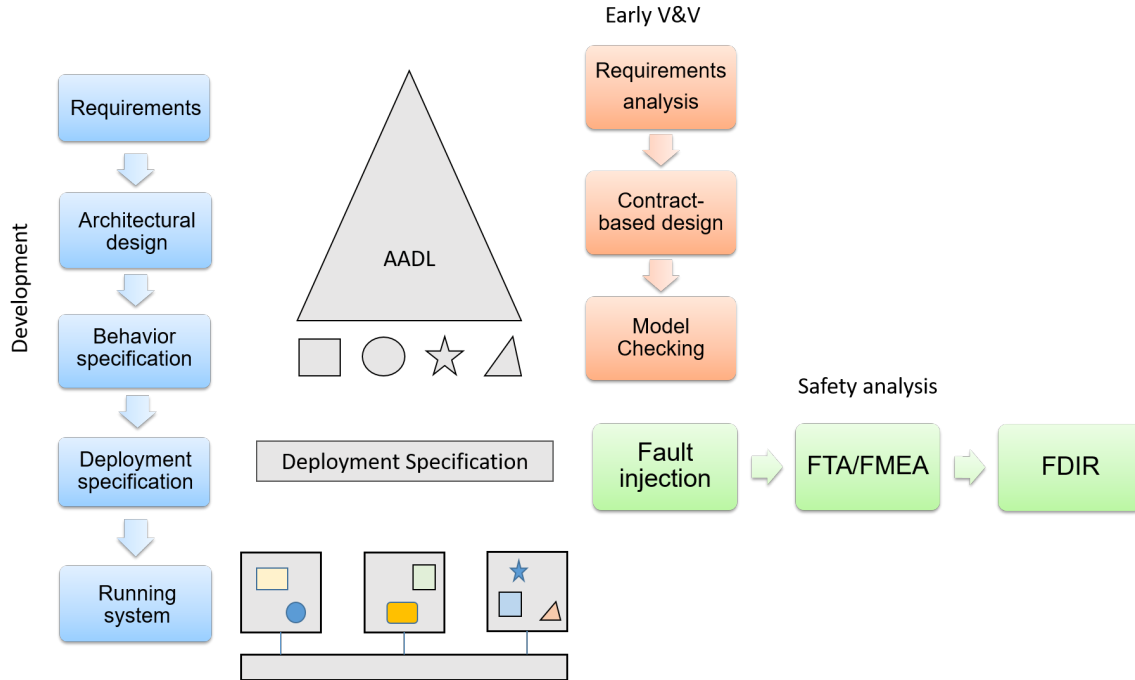 Early V&V
Development
Requirements
Architectural
design
Behavior
specification
Deployment
specification
Running
system
AADL
Deployment Specification
Requirements
analysis
Contract-
based design
Model
Checking
Safety analysis
Fault
injection
FTA/FMEA
FDIR